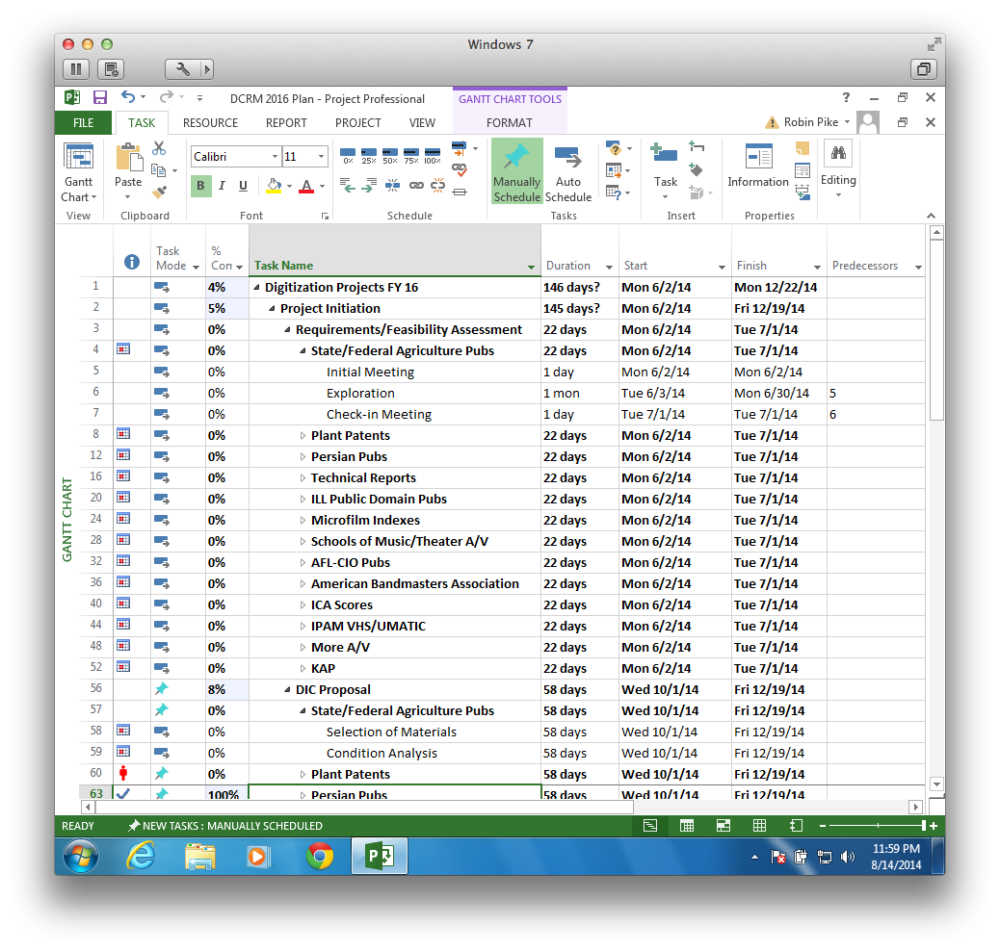 Windows 7
DCRM 2016 Plan - Project Professional
GANTT CHART TOOLS
?
FILE TASK RESOURCE REPORT PROJECT VIEW FORMAT Robin Pike
Gantt Chart
View
Paste
Clipboard
Calibri 11
B I U A
Font
0% 25% 50% 75% 100%
Schedule
Manually Schedule
Auto Schedule
Tasks
Task
Insert
Information
Properties
Editing
Task Mode % Com Task Name Duration Start Finish Predecessors
GANTT CHART
1 4% Digitization Projects FY 16 146 days? Mon 6/2/14 Mon 12/22/14
2 5% Project Initiation 145 days? Mon 6/2/14 Fri 12/19/14
3 0% Requirements/Feasibility Assessment 22 days Mon 6/2/14 Tue 7/1/14
4 0% State/Federal Agriculture Pubs 22 days Mon 6/2/14 Tue 7/1/14
5 0% Initial Meeting 1 day Mon 6/2/14 Mon 6/2/14
6 0% Exploration 1 mon Tue 6/3/14 Mon 6/30/14 5
7 0% Check-in Meeting 1 day Tue 7/1/14 Tue 7/1/14 6
8 0% Plant Patents 22 days Mon 6/2/14 Tue 7/1/14
12 0% Persian Pubs 22 days Mon 6/2/14 Tue 7/1/14
16 0% Technical Reports 22 days Mon 6/2/14 Tue 7/1/14
20 0% ILL Public Domain Pubs 22 days Mon 6/2/14 Tue 7/1/14
24 0% Microfilm Indexes 22 days Mon 6/2/14 Tue 7/1/14
28 0% Schools of Music/Theater A/V 22 days Mon 6/2/14 Tue 7/1/14
32 0% AFL-CIO Pubs 22 days Mon 6/2/14 Tue 7/1/14
36 0% American Bandmasters Association 22 days Mon 6/2/14 Tue 7/1/14
40 0% ICA Scores 22 days Mon 6/2/14 Tue 7/1/14
44 0% IPAM VHS/UMATIC 22 days Mon 6/2/14 Tue 7/1/14
48 0% More A/V 22 days Mon 6/2/14 Tue 7/1/14
52 0% KAP 22 days Mon 6/2/14 Tue 7/1/14
56 8% DIC Proposal 58 days Wed 10/1/14 Fri 12/19/14
57 0% State/Federal Agriculture Pubs 58 days Wed 10/1/14 Fri 12/19/14
58 0% Selection of Materials 58 days Wed 10/1/14 Fri 12/19/14
59 0% Condition Analysis 58 days Wed 10/1/14 Fri 12/19/14
60 0% Plant Patents 58 days Wed 10/1/14 Fri 12/19/14
63 100% Persian Pubs 58 days Wed 10/1/14 Fri 12/19/14
READY NEW TASKS : MANUALLY SCHEDULED
11:59 PM
8/14/2014